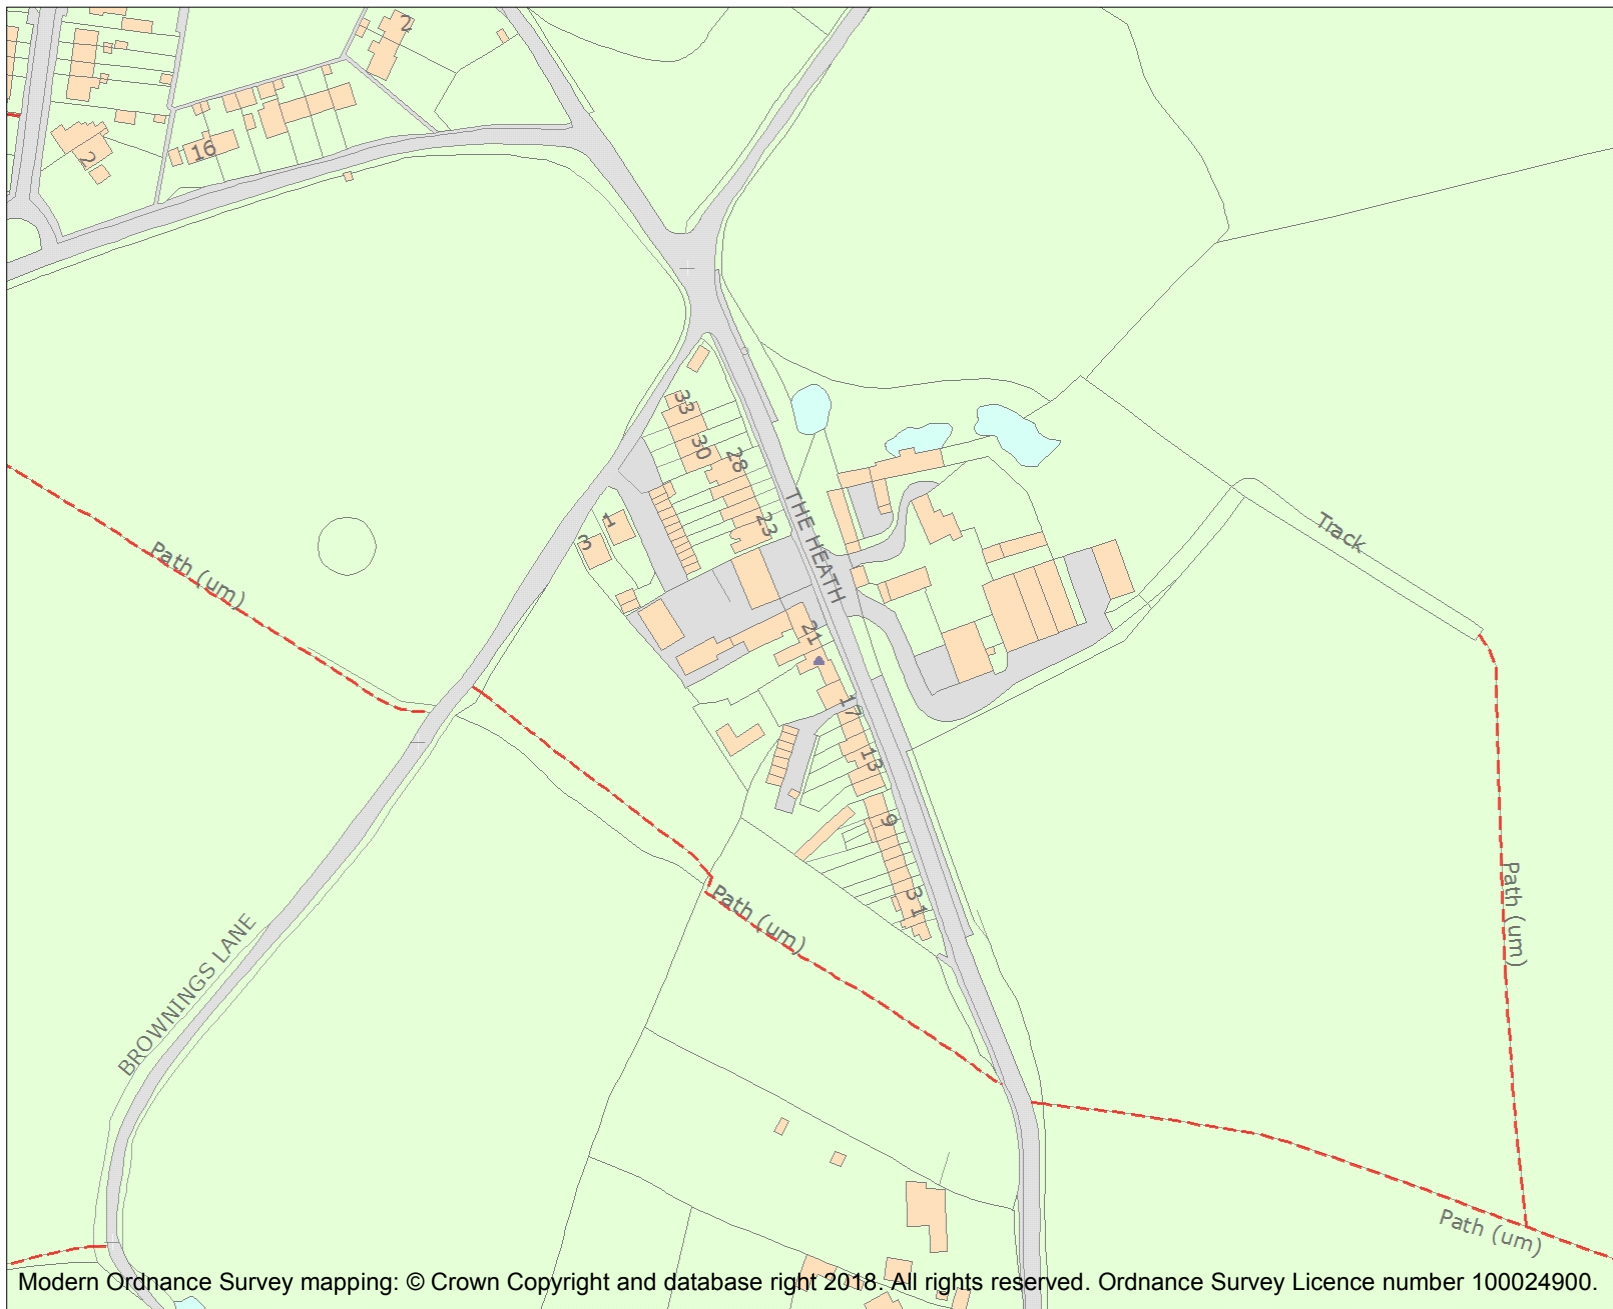 2
2
16
33
30
28
23
THE HEATH
1
3
Track
Path (um)
21
17
13
9
Path (um)
Path (um)
31
BROWNINGS LANE
Path (um)
Modern Ordnance Survey mapping: © Crown Copyright and database right 2018. All rights reserved. Ordnance Survey Licence number 100024900.